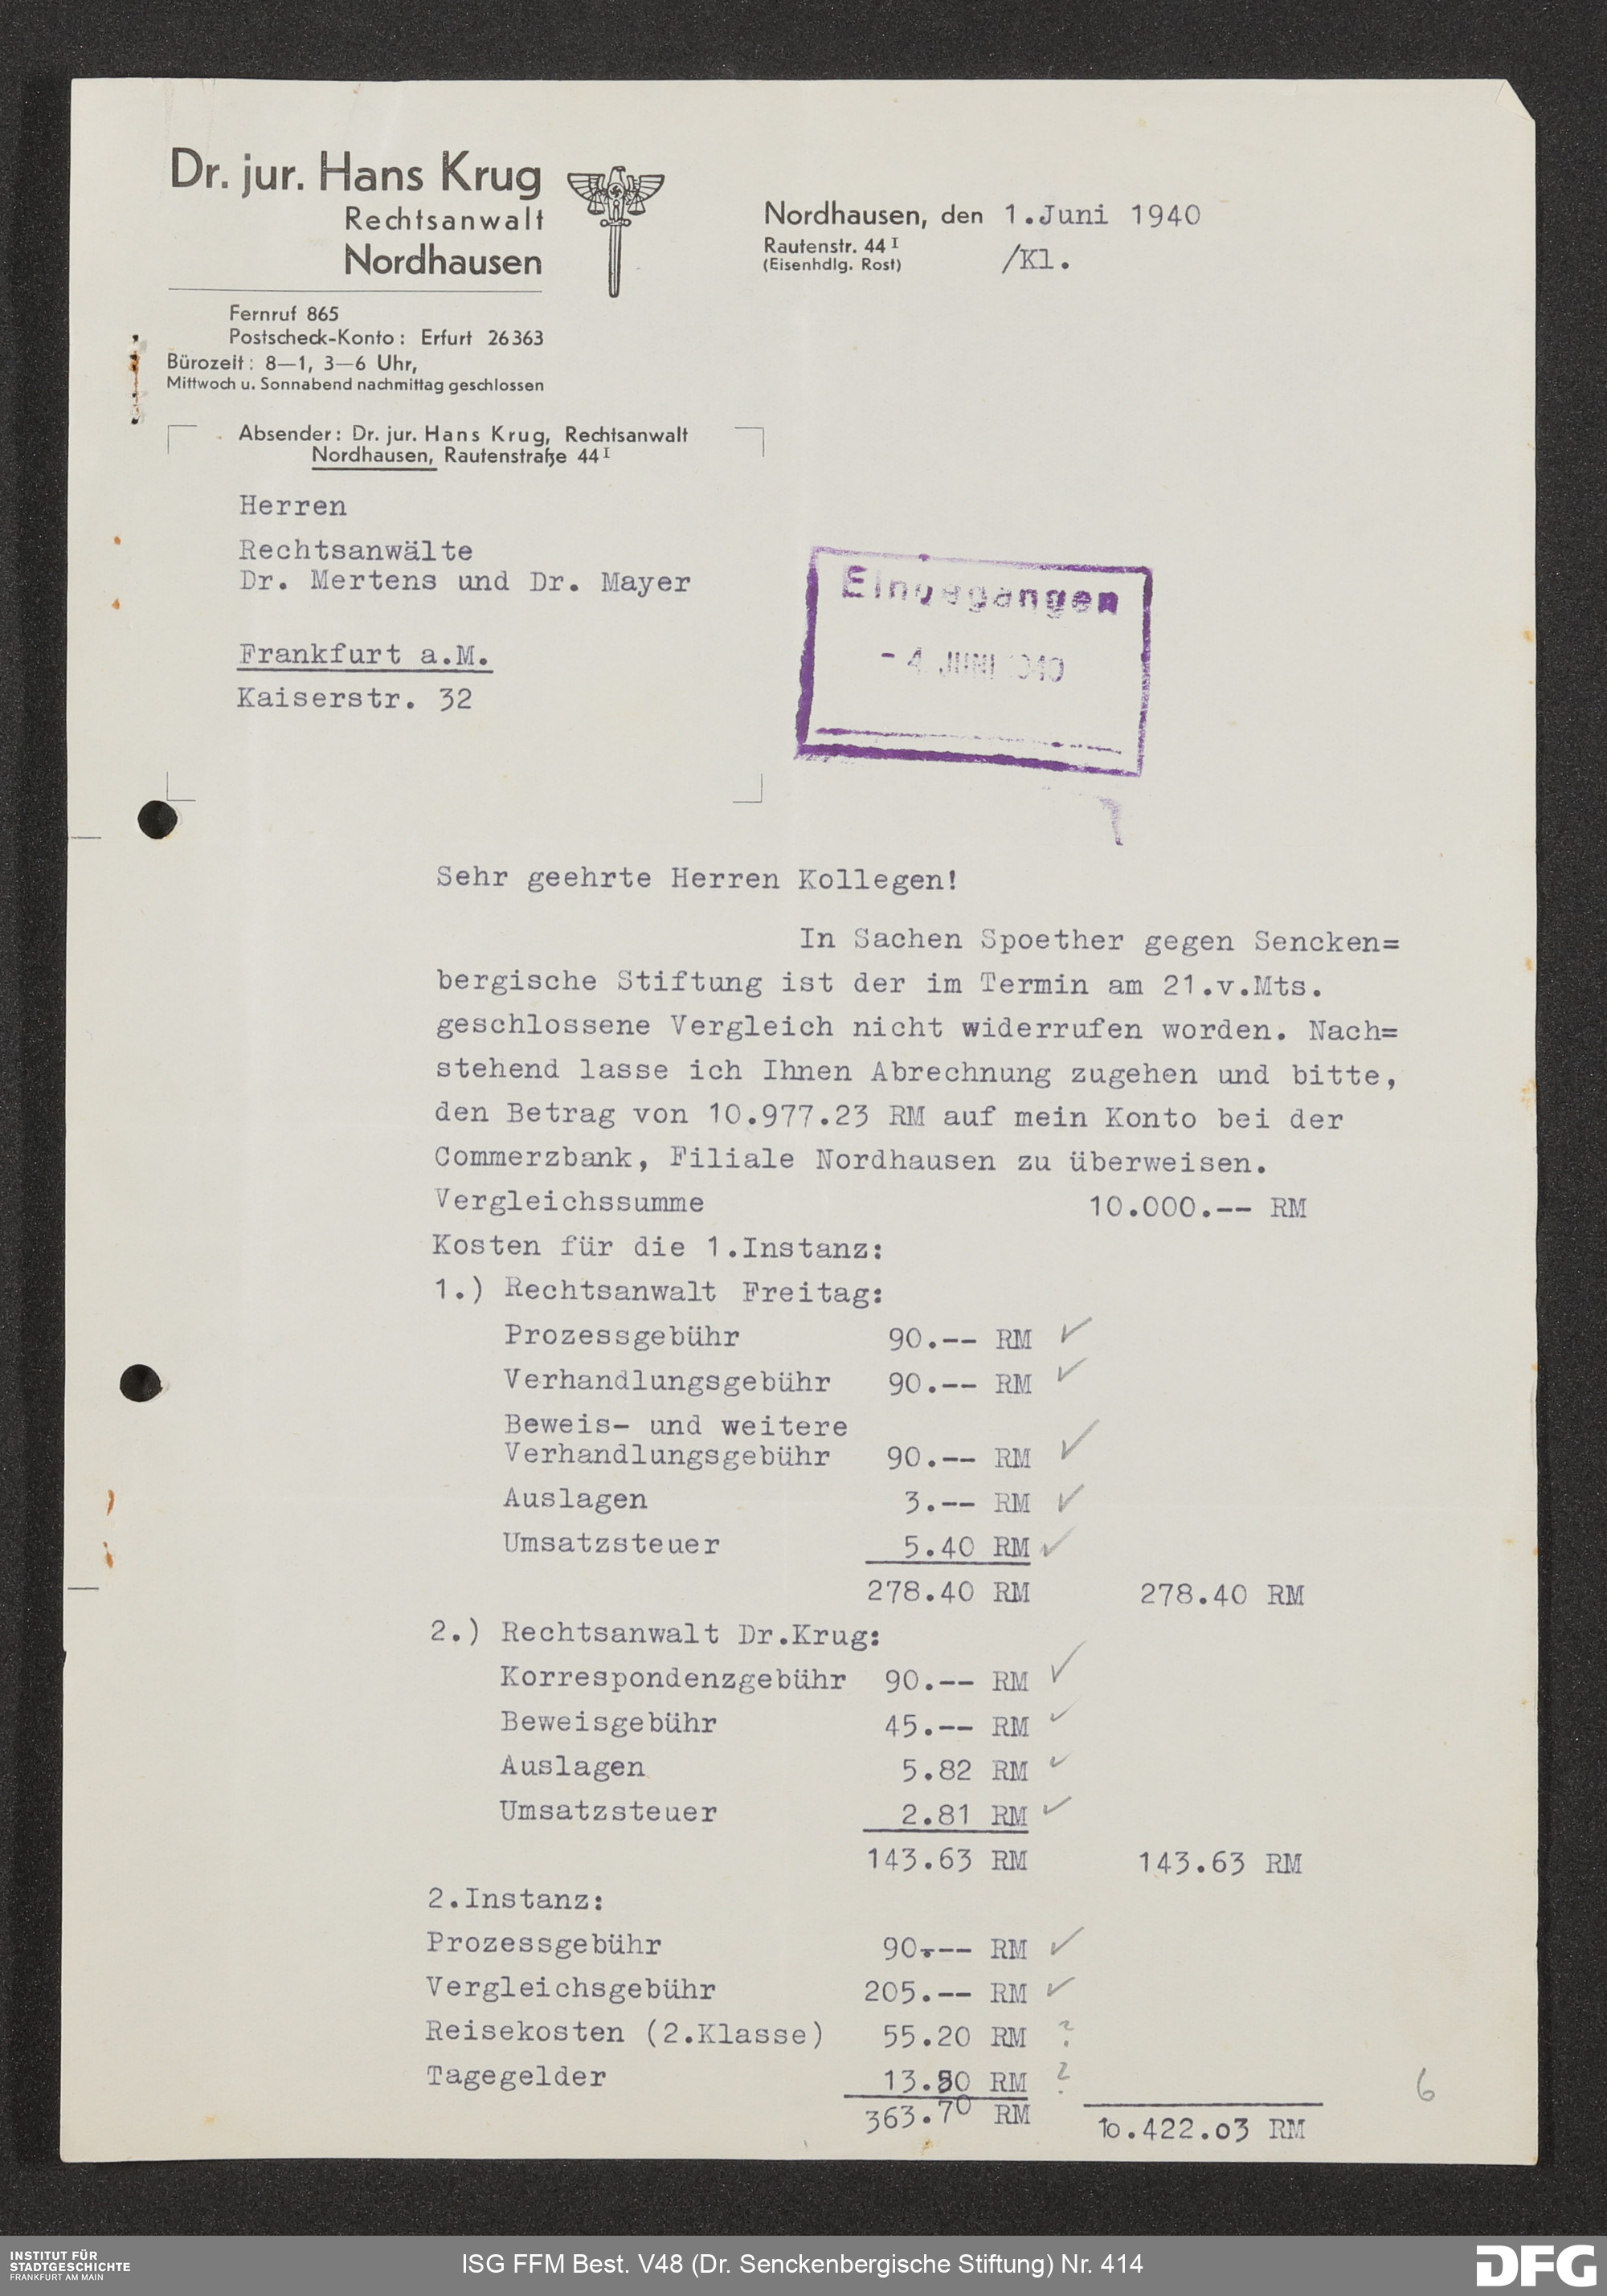 Dr. jur. Hans Krug
Rechtsanwalt
Nordhausen
Fernruf 865
Postscheck-Konto: Erfurt 26363
Bürozeit: 8—1, 3—6 Uhr,
Mittwoch u. Sonnabend nachmittag geschlossen
Nordhausen, den 1.Juni 1940
Rautenstr. 44 I
(Eisenhdlg. Rost)
/Kl.
Absender: Dr. jur. Hans Krug, Rechtsanwalt
Nordhausen, Rautenstraße 44 I
Herren
Rechtsanwälte
Dr. Mertens und Dr. Mayer
Frankfurt a.M.
Kaiserstr. 32
Eingegangen
- 4. JUNI 1940
Sehr geehrte Herren Kollegen!
In Sachen Spoether gegen Sencken=
bergische Stiftung ist der im Termin am 21.v.Mts.
geschlossene Vergleich nicht widerrufen worden. Nach=
stehend lasse ich Ihnen Abrechnung zugehen und bitte,
den Betrag von 10.977.23 RM auf mein Konto bei der
Commerzbank, Filiale Nordhausen zu überweisen.
Vergleichssumme 10.000.-- RM
Kosten für die 1.Instanz:
1.) Rechtsanwalt Freitag:
Prozessgebühr 90.-- RM ✓
Verhandlungsgebühr 90.-- RM ✓
Beweis- und weitere
Verhandlungsgebühr 90.-- RM ✓
Auslagen 3.-- RM ✓
Umsatzsteuer 5.40 RM ✓
278.40 RM 278.40 RM
2.) Rechtsanwalt Dr.Krug:
Korrespondenzgebühr 90.-- RM ✓
Beweisgebühr 45.-- RM ✓
Auslagen 5.82 RM ✓
Umsatzsteuer 2.81 RM ✓
143.63 RM 143.63 RM
2.Instanz:
Prozessgebühr 90.-- RM ✓
Vergleichsgebühr 205.-- RM ✓
Reisekosten (2.Klasse) 55.20 RM ?
Tagegelder 13.50 RM ?
363.70 RM 10.422.03 RM
6
INSTITUT FÜR
STADTGESCHICHTE
FRANKFURT AM MAIN
ISG FFM Best. V48 (Dr. Senckenbergische Stiftung) Nr. 414
DFG